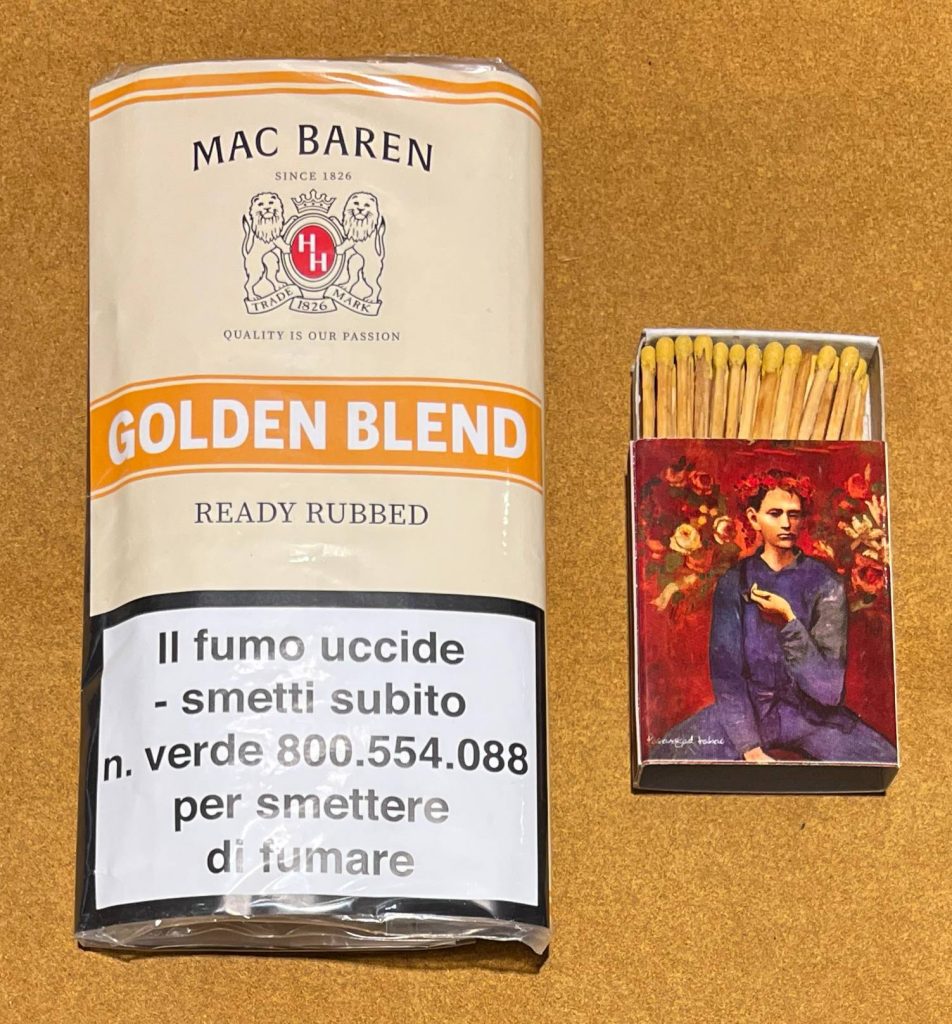 MAC BAREN
SINCE 1826
H
H
TRADE 1826 MARK
QUALITY IS OUR PASSION
GOLDEN BLEND
READY RUBBED
Il fumo uccide
- smetti subito
n. verde 800.554.088
per smettere
di fumare